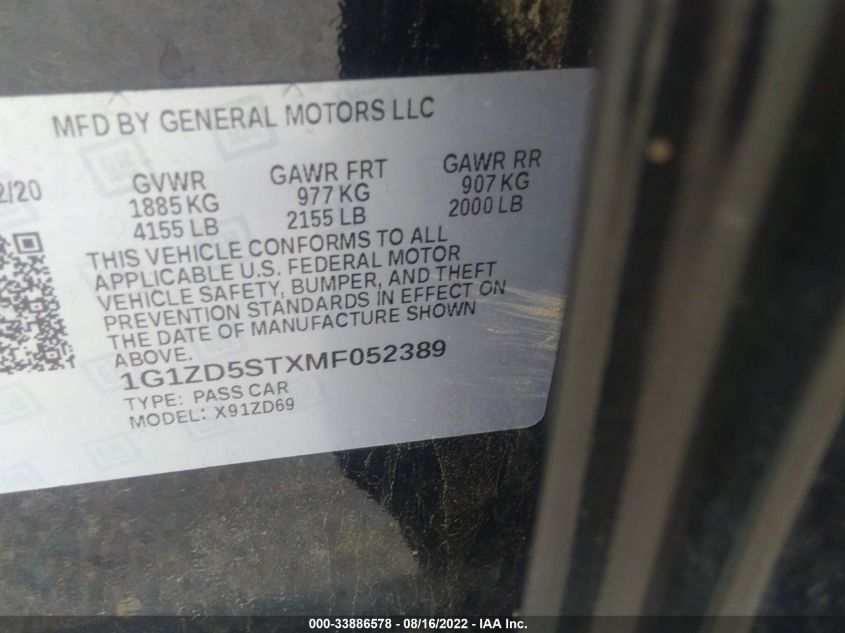 MFD BY GENERAL MOTORS LLC
2/20 GVWR GAWR FRT GAWR RR
1885 KG 977 KG 907 KG
4155 LB 2155 LB 2000 LB
THIS VEHICLE CONFORMS TO ALL
APPLICABLE U.S. FEDERAL MOTOR
VEHICLE SAFETY, BUMPER, AND THEFT
PREVENTION STANDARDS IN EFFECT ON
THE DATE OF MANUFACTURE SHOWN
ABOVE.
1G1ZD5STXMF052389
TYPE: PASS CAR
MODEL: X91ZD69
000-33886578 - 08/16/2022 - IAA Inc.